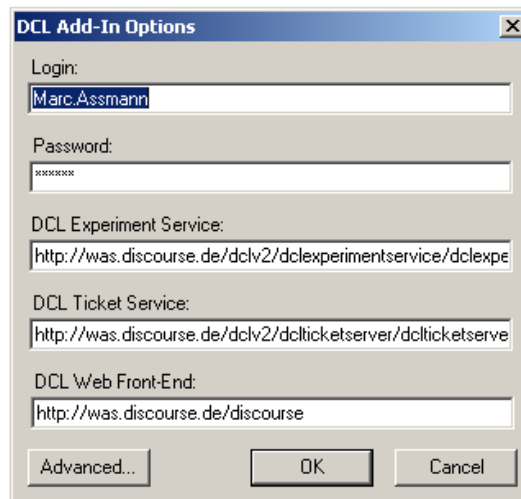 DCL Add-In Options
Login:
Marc.Assmann
Password:
******
DCL Experiment Service:
http://was.discourse.de/dclv2/dclexperimentservice/dclexpe
DCL Ticket Service:
http://was.discourse.de/dclv2/dclticketserver/dclticketserve
DCL Web Front-End:
http://was.discourse.de/discourse
Advanced... OK Cancel